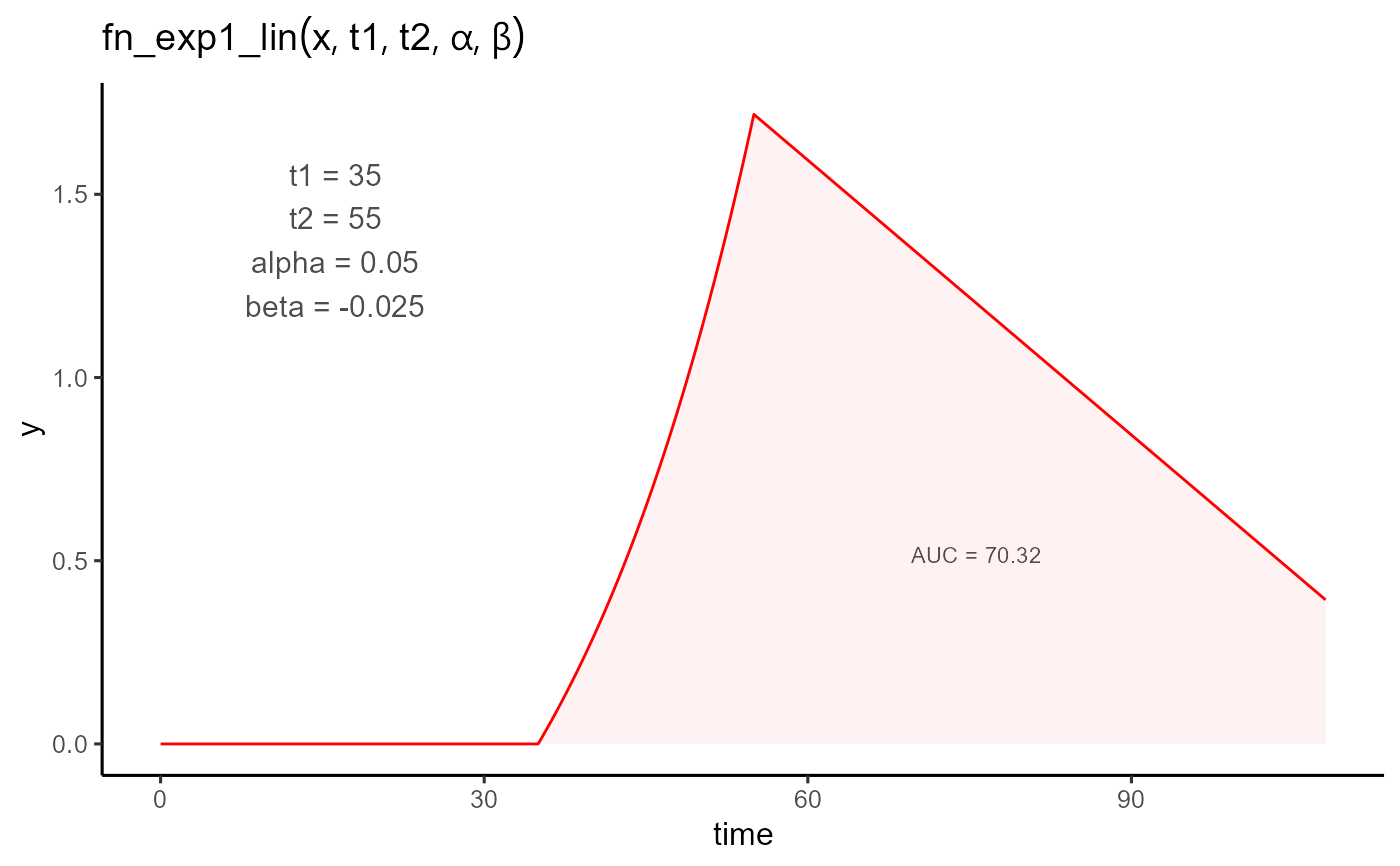 fn_exp1_lin(x, t1, t2, α, β)
t1 = 35
t2 = 55
alpha = 0.05
beta = -0.025
AUC = 70.32
y
1.5
1.0
0.5
0.0
0
30
60
90
time